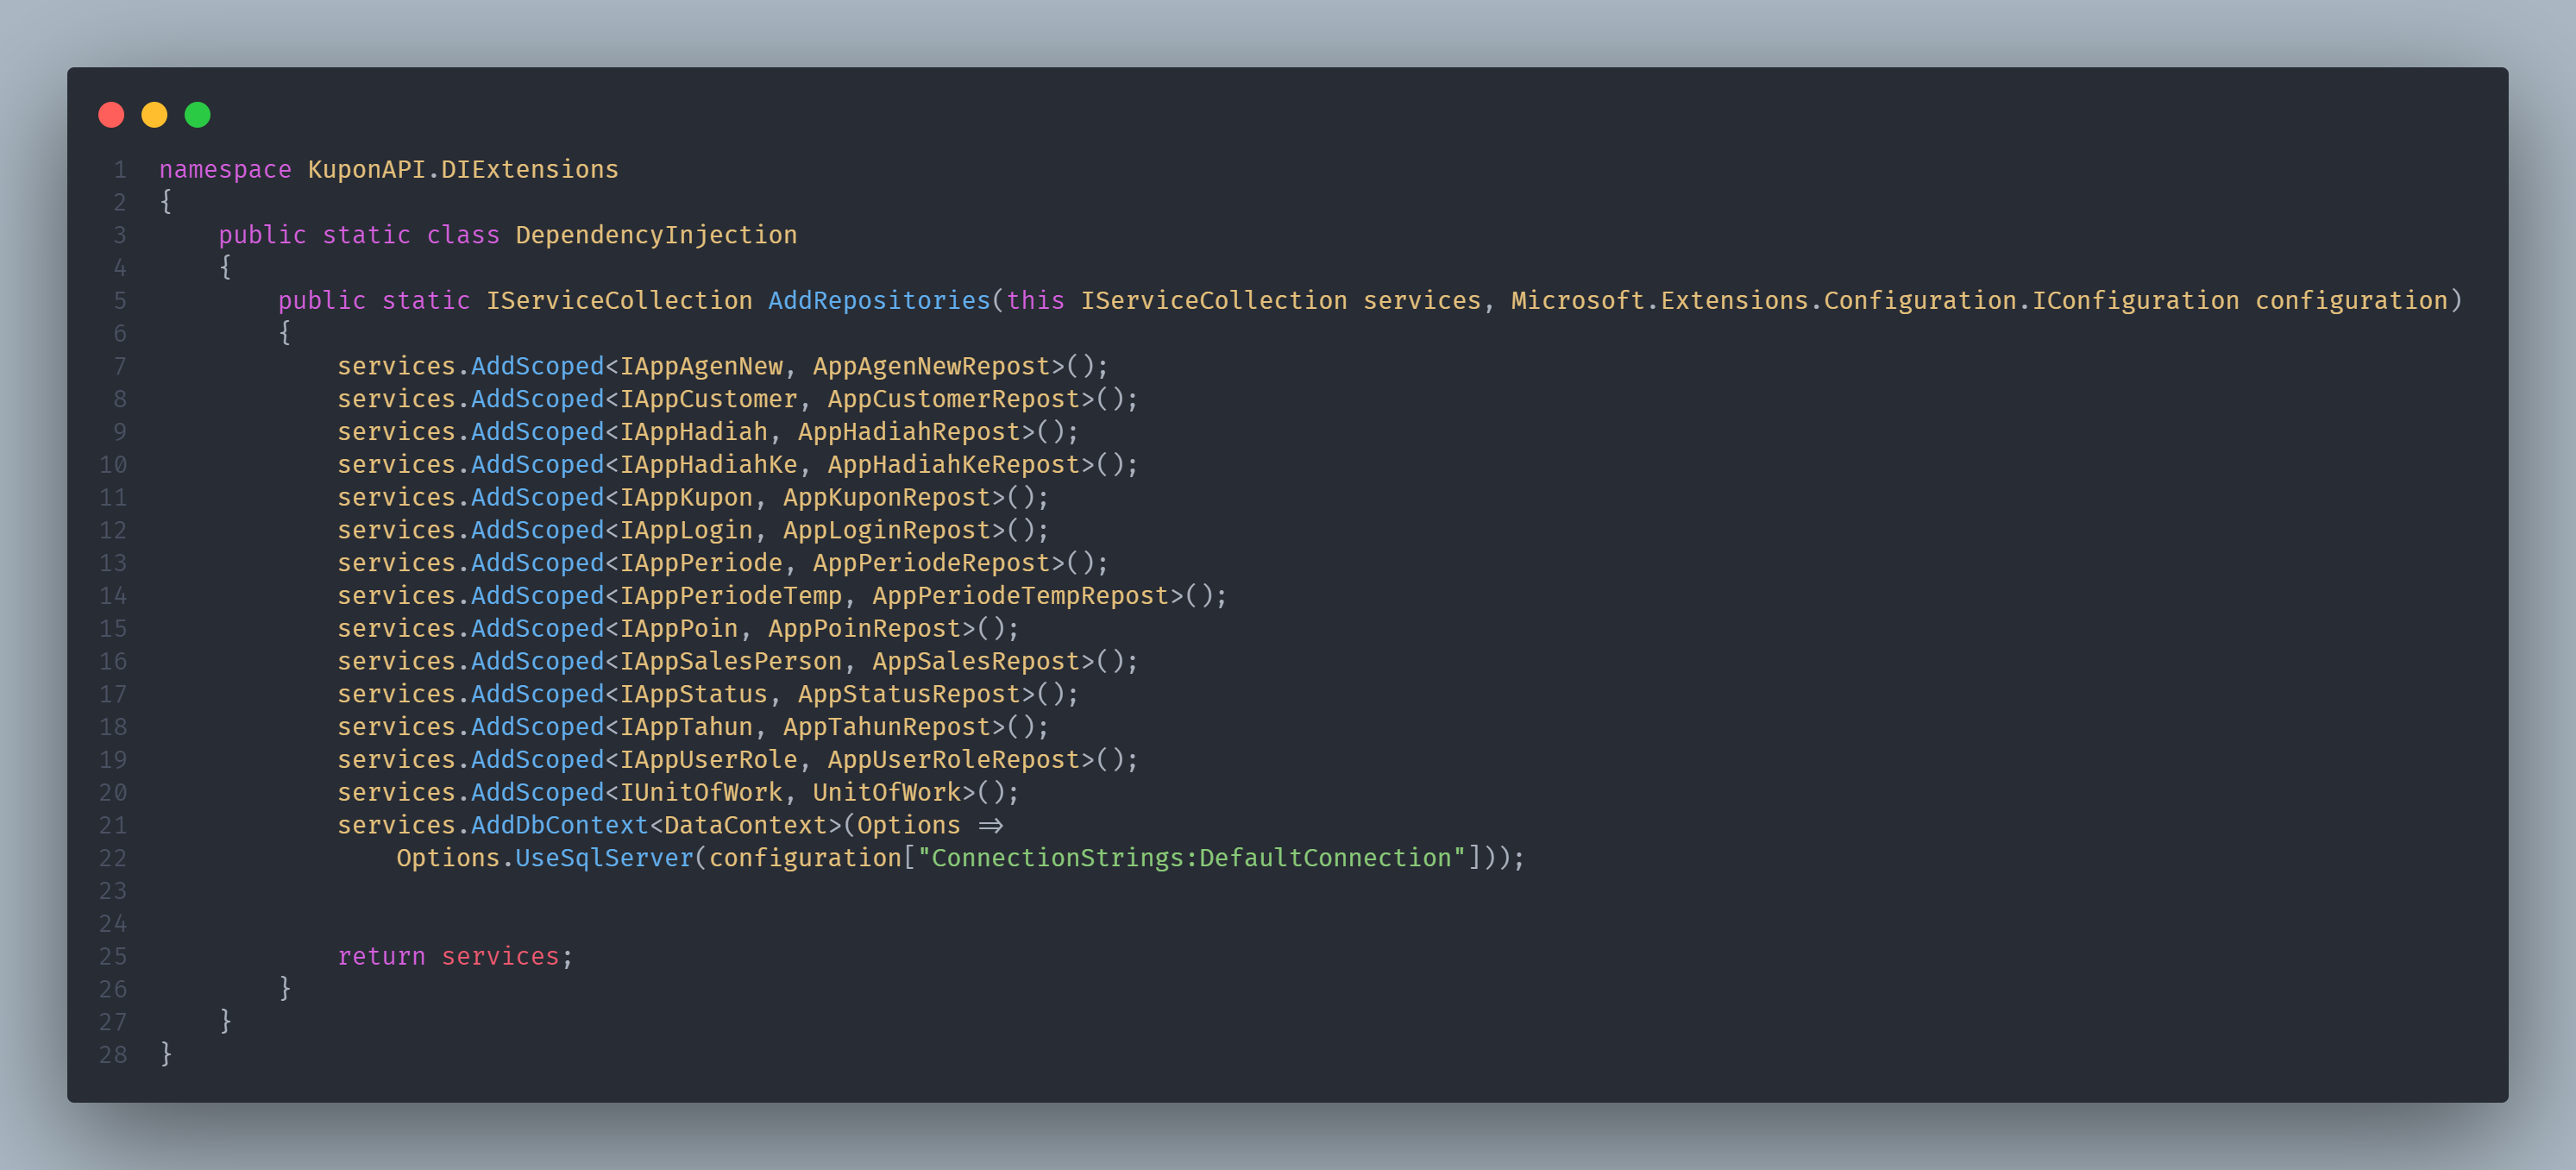 1 namespace KuponAPI.DIExtensions
2 {
3     public static class DependencyInjection
4     {
5         public static IServiceCollection AddRepositories(this IServiceCollection services, Microsoft.Extensions.Configuration.IConfiguration configuration)
6         {
7             services.AddScoped<IAppAgenNew, AppAgenNewRepost>();
8             services.AddScoped<IAppCustomer, AppCustomerRepost>();
9             services.AddScoped<IAppHadiah, AppHadiahRepost>();
10             services.AddScoped<IAppHadiahKe, AppHadiahKeRepost>();
11             services.AddScoped<IAppKupon, AppKuponRepost>();
12             services.AddScoped<IAppLogin, AppLoginRepost>();
13             services.AddScoped<IAppPeriode, AppPeriodeRepost>();
14             services.AddScoped<IAppPeriodeTemp, AppPeriodeTempRepost>();
15             services.AddScoped<IAppPoin, AppPoinRepost>();
16             services.AddScoped<IAppSalesPerson, AppSalesRepost>();
17             services.AddScoped<IAppStatus, AppStatusRepost>();
18             services.AddScoped<IAppTahun, AppTahunRepost>();
19             services.AddScoped<IAppUserRole, AppUserRoleRepost>();
20             services.AddScoped<IUnitOfWork, UnitOfWork>();
21             services.AddDbContext<DataContext>(Options =>
22                 Options.UseSqlServer(configuration["ConnectionStrings:DefaultConnection"]));
23
24
25             return services;
26         }
27     }
28 }